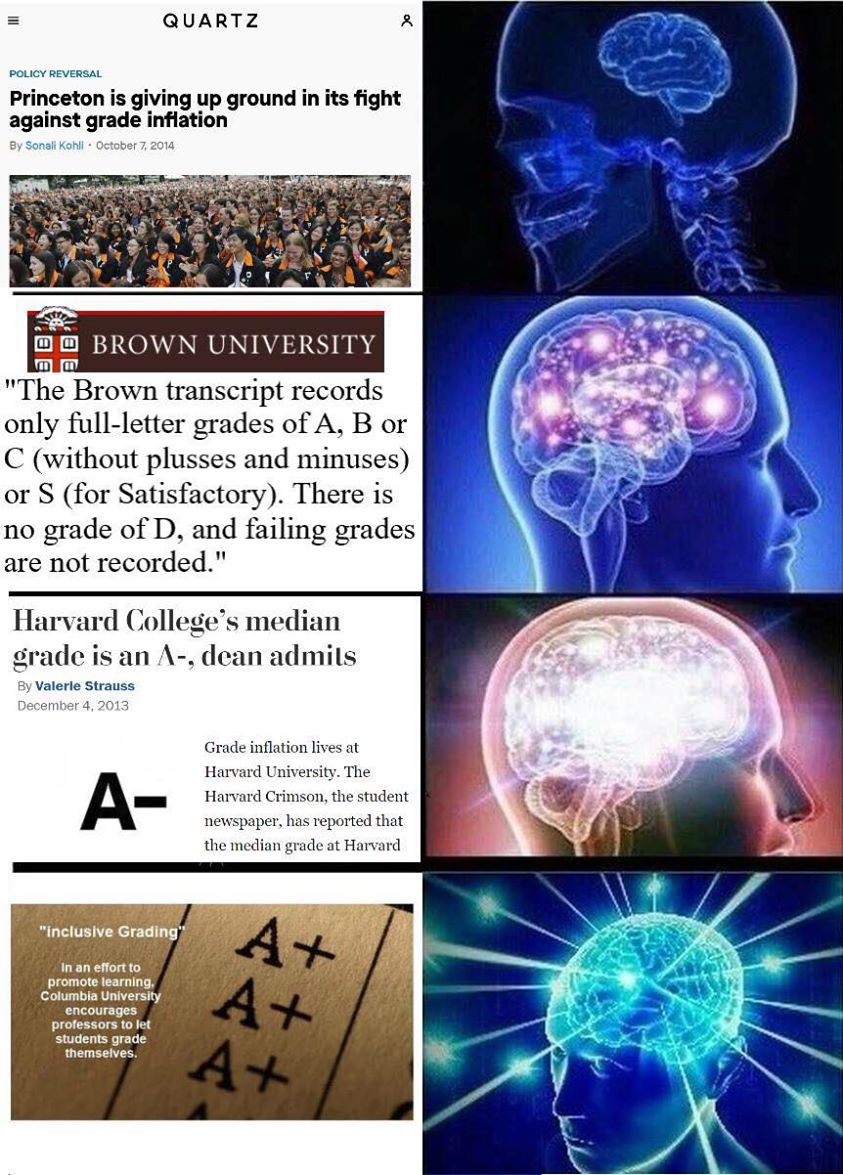 QUARTZ
POLICY REVERSAL
Princeton is giving up ground in its fight
against grade inflation
By Sonali Kohli • October 7, 2014
BROWN UNIVERSITY
"The Brown transcript records
only full-letter grades of A, B or
C (without plusses and minuses)
or S (for Satisfactory). There is
no grade of D, and failing grades
are not recorded."
Harvard College's median
grade is an A-, dean admits
By Valerie Strauss
December 4, 2013
A-
Grade inflation lives at
Harvard University. The
Harvard Crimson, the student
newspaper, has reported that
the median grade at Harvard
"Inclusive Grading"
In an effort to
promote learning,
Columbia University
encourages
professors to let
students grade
themselves.
A+
A+
A+